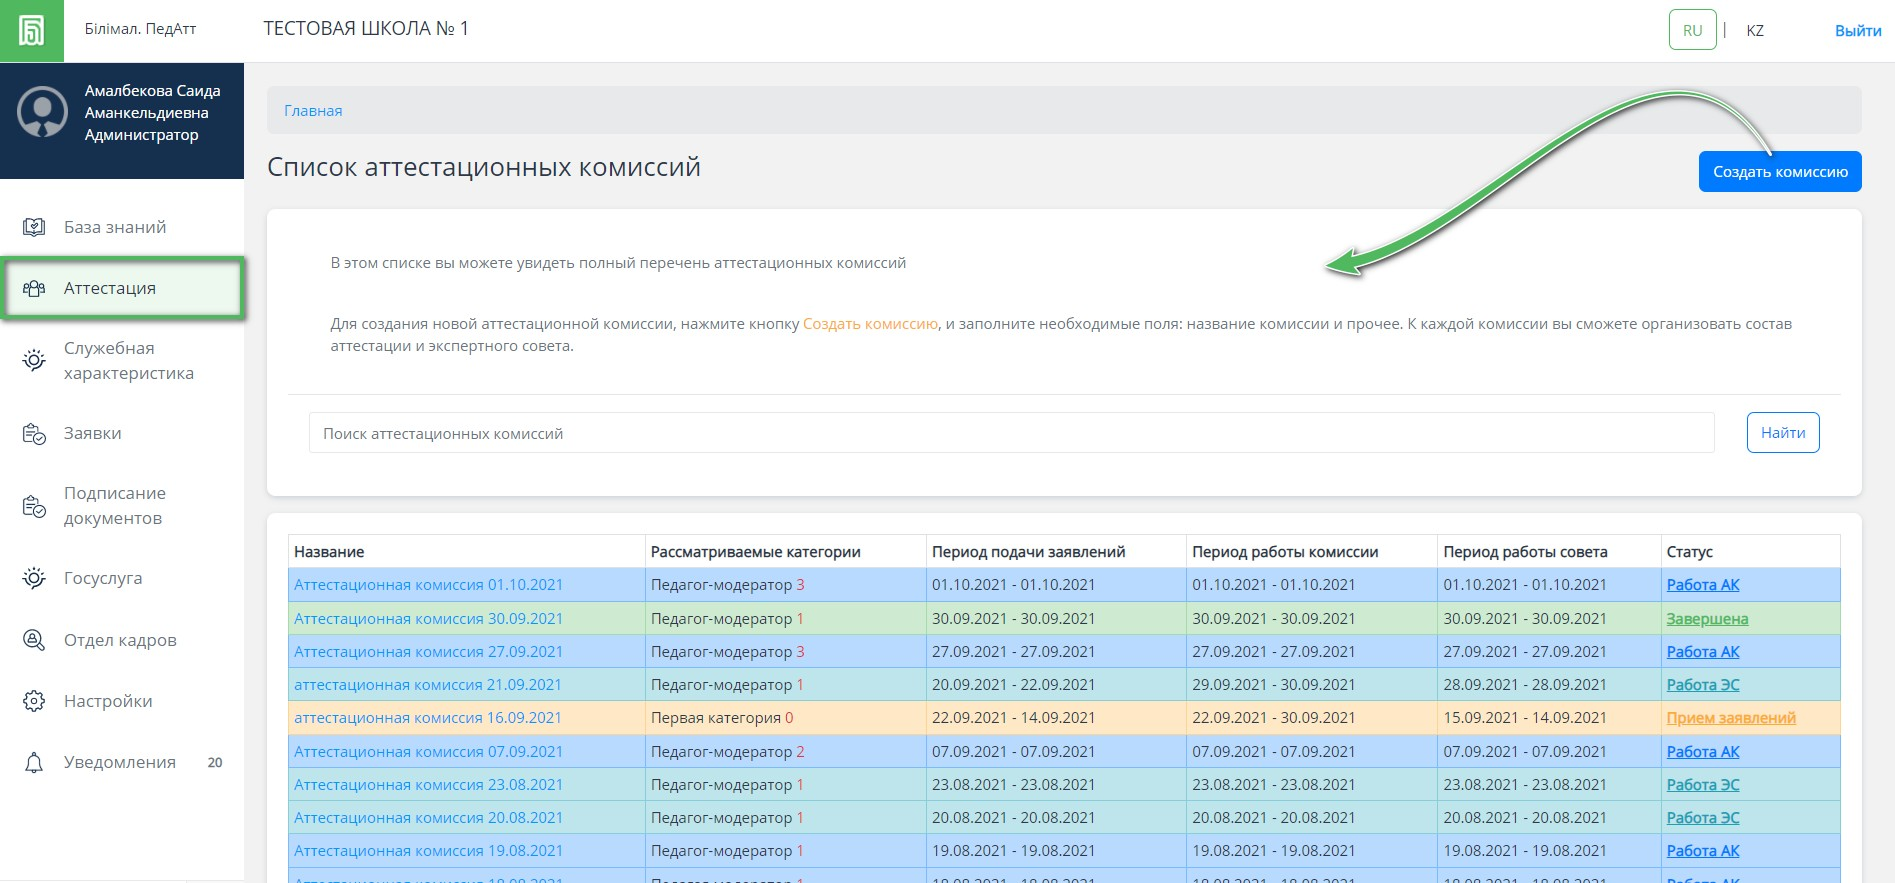 Білімал. ПедАтт
ТЕСТОВАЯ ШКОЛА № 1
RU | KZ
Выйти
Амалбекова Саида
Аманкельдиевна
Администратор
База знаний
Аттестация
Служебная
характеристика
Заявки
Подписание
документов
Госуслуга
Отдел кадров
Настройки
Уведомления 20
Главная
Список аттестационных комиссий
Создать комиссию
В этом списке вы можете увидеть полный перечень аттестационных комиссий
Для создания новой аттестационной комиссии, нажмите кнопку Создать комиссию, и заполните необходимые поля: название комиссии и прочее. К каждой комиссии вы сможете организовать состав
аттестации и экспертного совета.
Поиск аттестационных комиссий
Найти
Название Рассматриваемые категории Период подачи заявлений Период работы комиссии Период работы совета Статус
Аттестационная комиссия 01.10.2021 Педагог-модератор 3 01.10.2021 - 01.10.2021 01.10.2021 - 01.10.2021 01.10.2021 - 01.10.2021 Работа АК
Аттестационная комиссия 30.09.2021 Педагог-модератор 1 30.09.2021 - 30.09.2021 30.09.2021 - 30.09.2021 30.09.2021 - 30.09.2021 Завершена
Аттестационная комиссия 27.09.2021 Педагог-модератор 3 27.09.2021 - 27.09.2021 27.09.2021 - 27.09.2021 27.09.2021 - 27.09.2021 Работа АК
аттестационная комиссия 21.09.2021 Педагог-модератор 1 20.09.2021 - 22.09.2021 29.09.2021 - 30.09.2021 28.09.2021 - 28.09.2021 Работа ЭС
аттестационная комиссия 16.09.2021 Первая категория 0 22.09.2021 - 14.09.2021 22.09.2021 - 30.09.2021 15.09.2021 - 14.09.2021 Прием заявлений
Аттестационная комиссия 07.09.2021 Педагог-модератор 2 07.09.2021 - 07.09.2021 07.09.2021 - 07.09.2021 07.09.2021 - 07.09.2021 Работа АК
Аттестационная комиссия 23.08.2021 Педагог-модератор 1 23.08.2021 - 23.08.2021 23.08.2021 - 23.08.2021 23.08.2021 - 23.08.2021 Работа ЭС
Аттестационная комиссия 20.08.2021 Педагог-модератор 1 20.08.2021 - 20.08.2021 20.08.2021 - 20.08.2021 20.08.2021 - 20.08.2021 Работа ЭС
Аттестационная комиссия 19.08.2021 Педагог-модератор 1 19.08.2021 - 19.08.2021 19.08.2021 - 19.08.2021 19.08.2021 - 19.08.2021 Работа АК